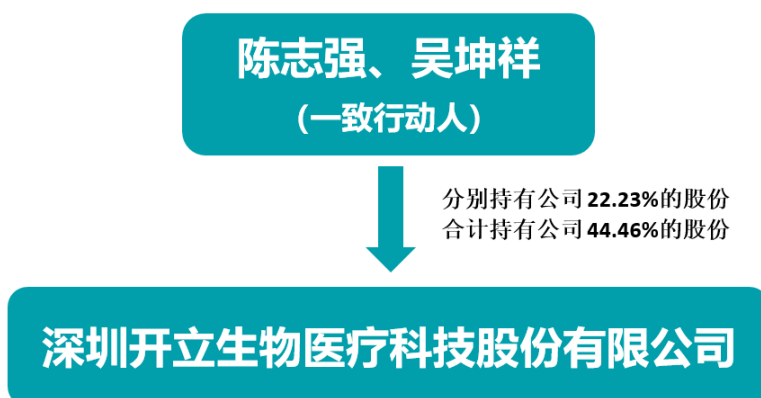 陈志强、吴坤祥
（一致行动人）
分别持有公司22.23%的股份
合计持有公司44.46%的股份
深圳开立生物医疗科技股份有限公司